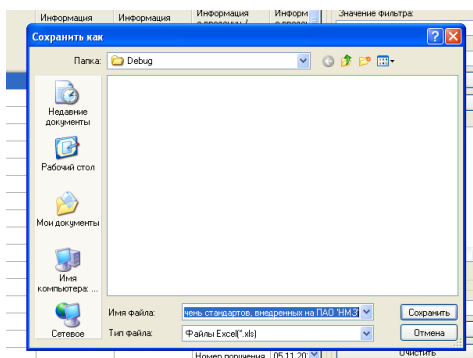 Информация
Информация
Информация
Информ
Значение фильтра:
Сохранить как
Папка:
Debug
Недавние
документы
Рабочий стол
Мои документы
Имя
компьютера: ...
Сетевое
Имя файла:
чень стандартов, внедренных на ПАО 'НМЗ'
Сохранить
Тип файла:
Файлы Excel(*.xls)
Отмена
Номер поручения
05.11.20
Очистить